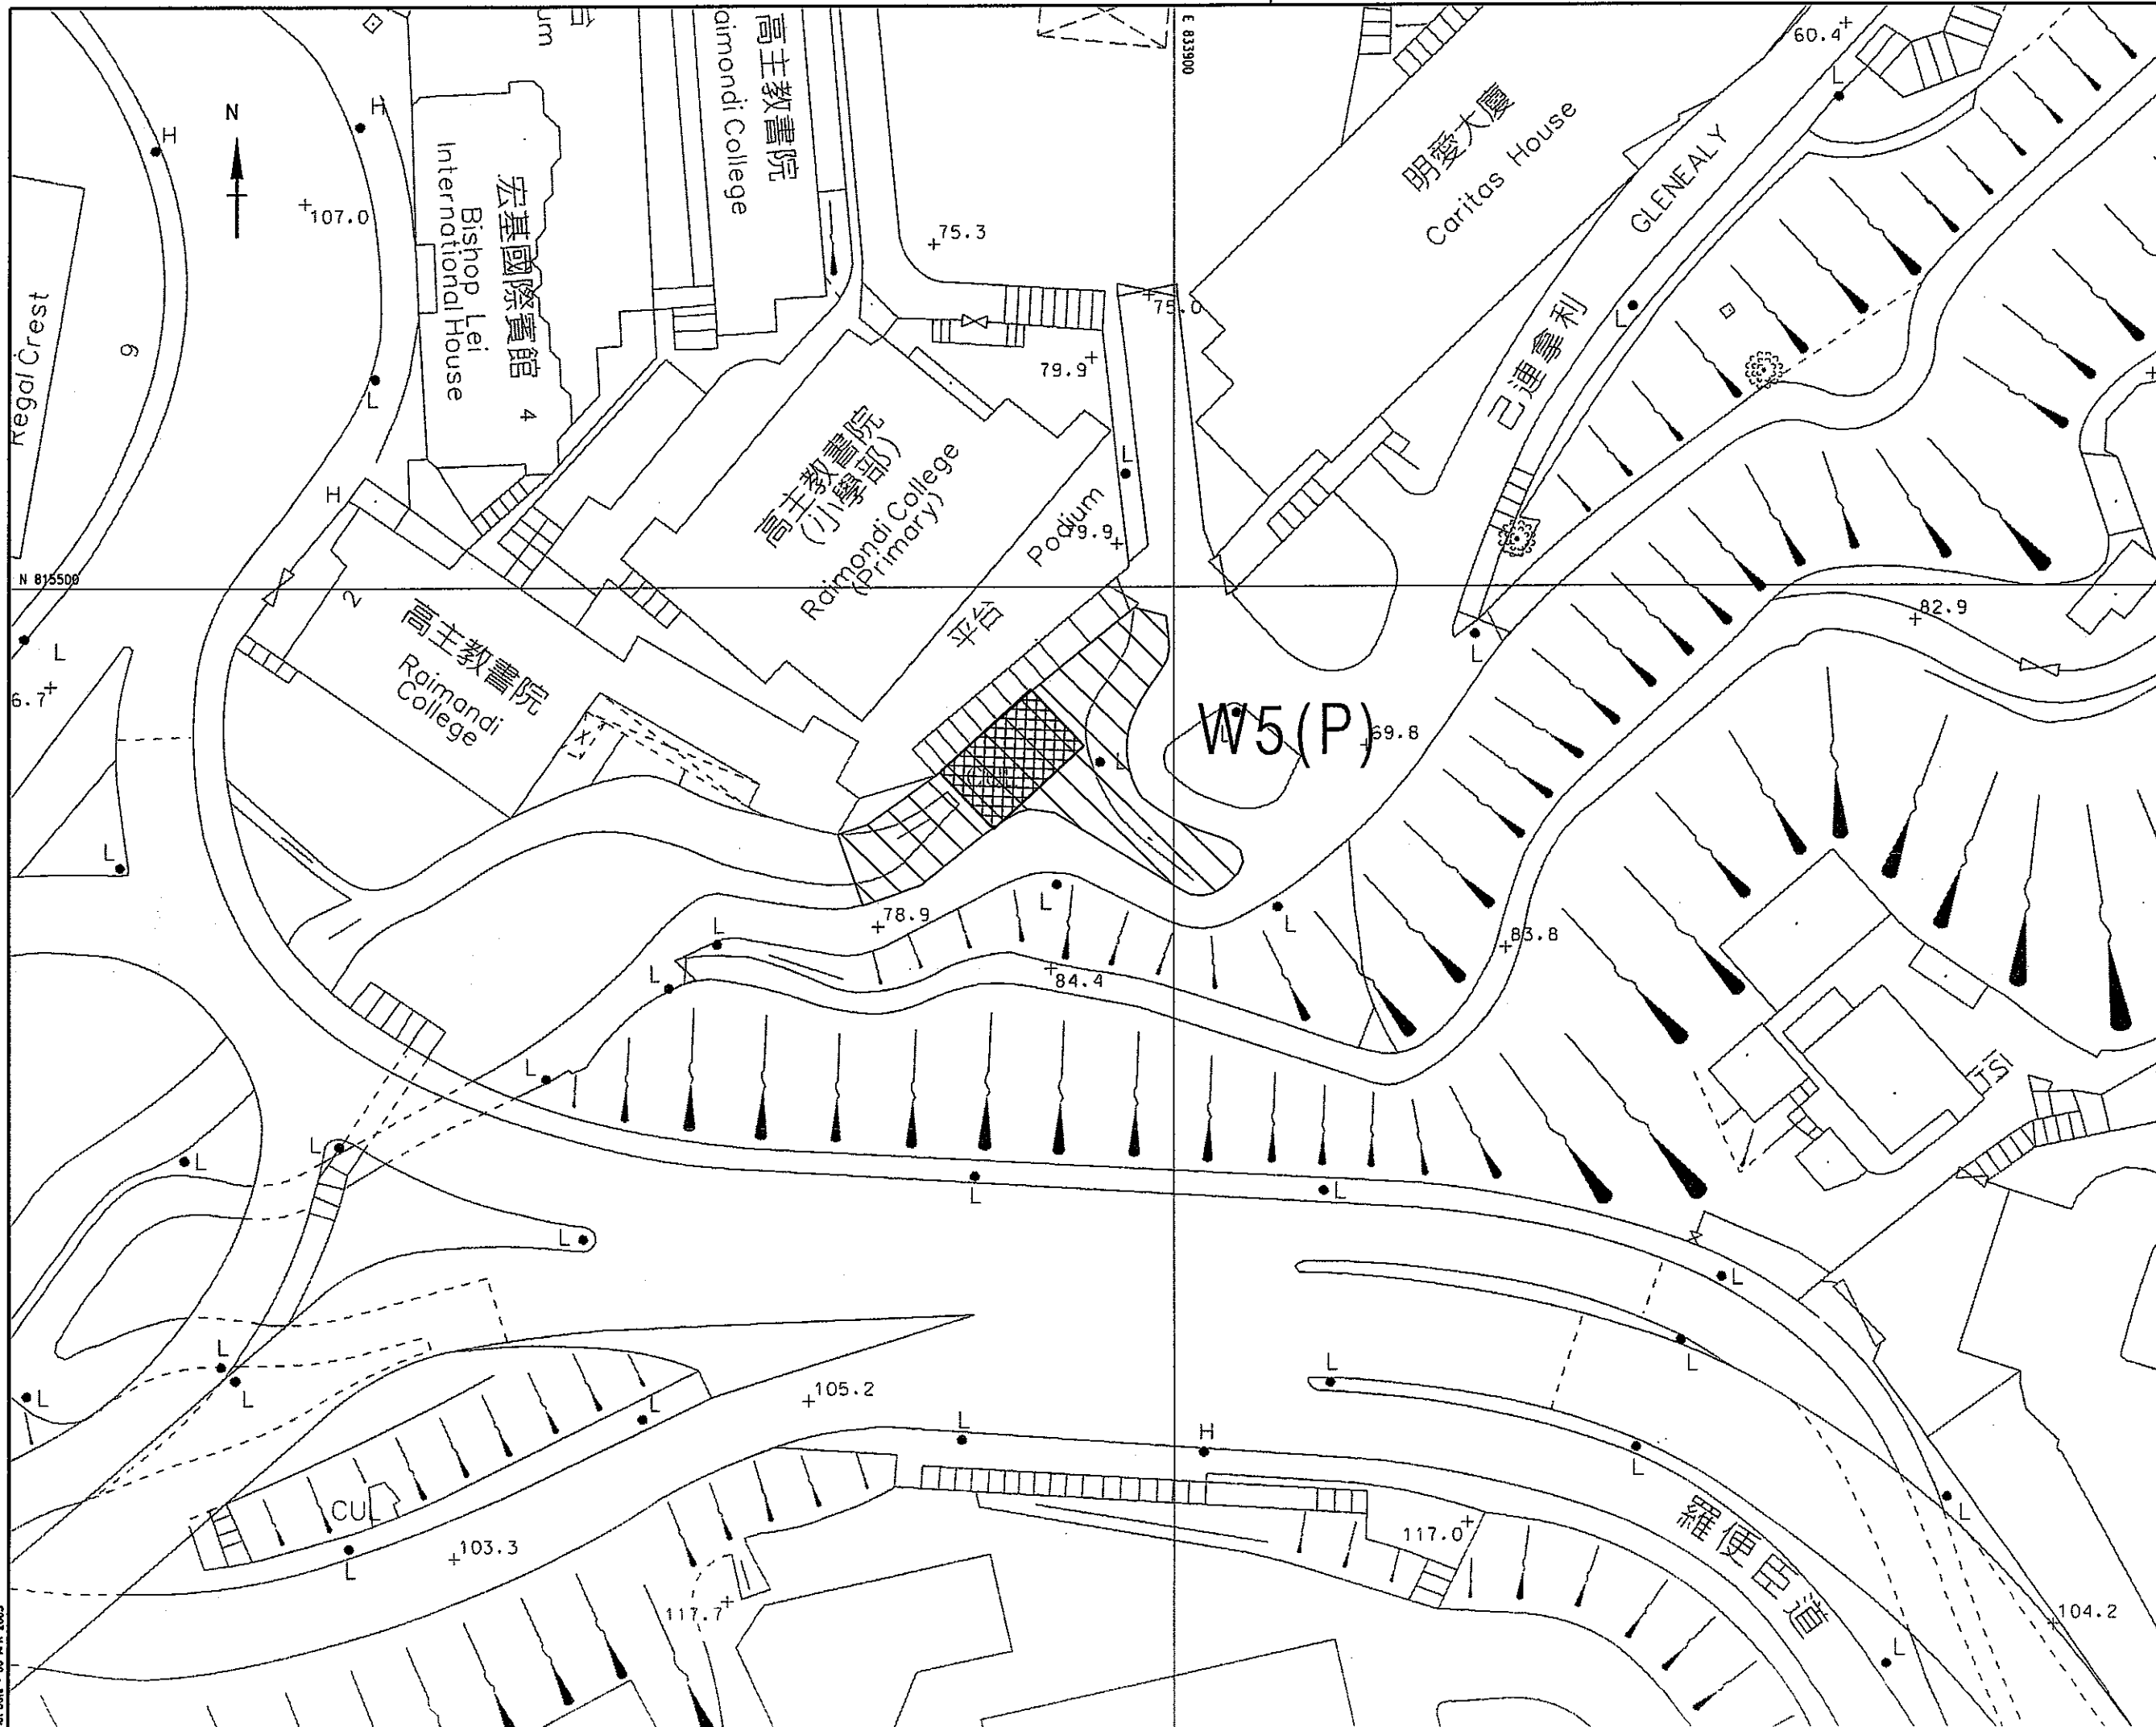 N
E 833900
60.4
H
H
107.0
宏基國際賓館
Bishop Lei
International House
4
高主教書院
aimondi College
75.3
75.0
79.9
明愛大廈
Caritas House
GLENEALY
己連拿利
L
L
Regal Crest
9
L
H
高主教書院
(小學部)
Raimondi College
(Primary)
L
Podium
平台
79.9
N 815500
2
高主教書院
Raimondi
College
L
L
82.9
6.7
W5(P)
L
69.8
L
L
78.9
L
L
L
L
84.4
83.8
L
TS
L
L
L
L
L
L
L
L
L
L
L
L
L
105.2
L
H
L
L
CUL
L
103.3
117.7
117.0
羅便臣道
L
L
104.2